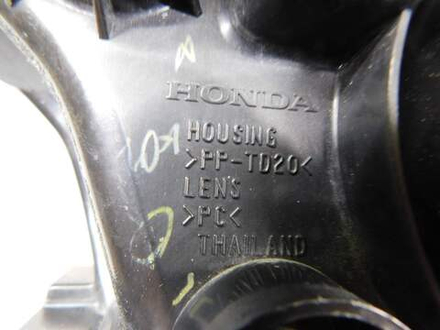 HONDA
HOUSING
>PP-TD20<
LENS
>PC<
THAILAND